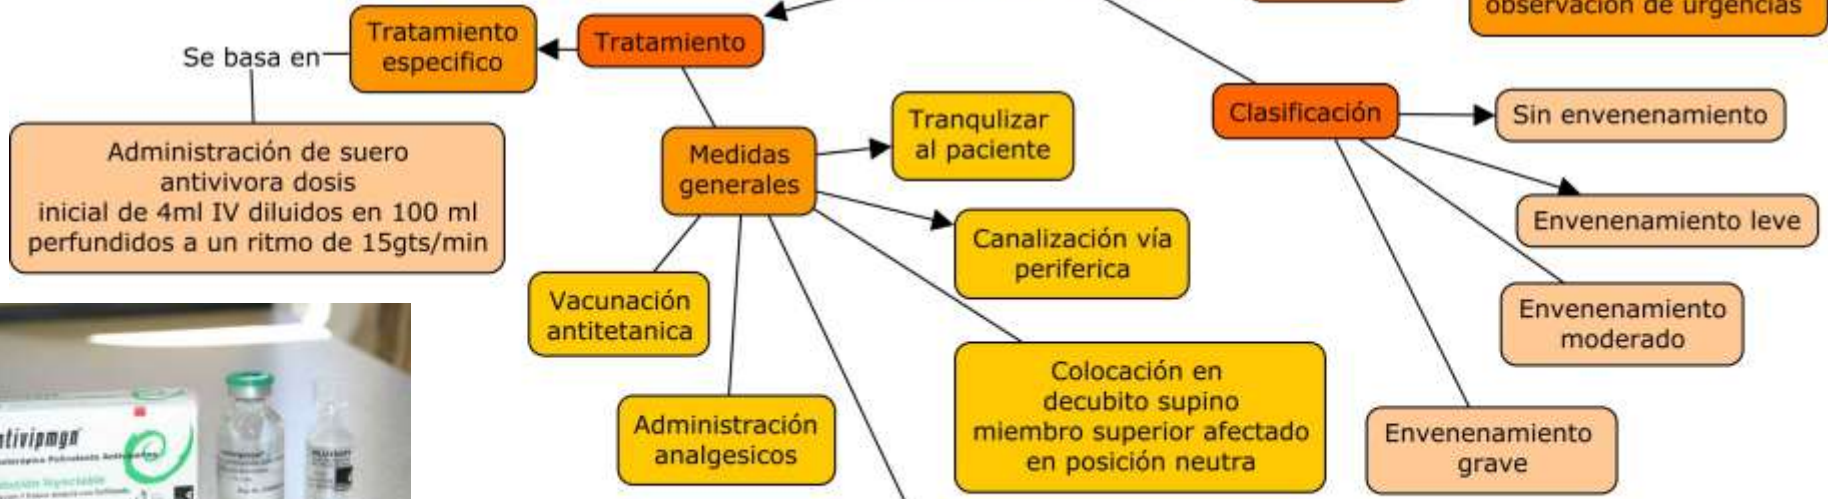 observación de urgencias
Tratamiento
especifico
Tratamiento
Se basa en
Administración de suero
antivivora dosis
inicial de 4ml IV diluidos en 100 ml
perfundidos a un ritmo de 15gts/min
Medidas
generales
Tranqulizar
al paciente
Canalización vía
periferica
Vacunación
antitetanica
Administración
analgesicos
Colocación en
decubito supino
miembro superior afectado
en posición neutra
Clasificación
Sin envenenamiento
Envenenamiento leve
Envenenamiento
moderado
Envenenamiento
grave